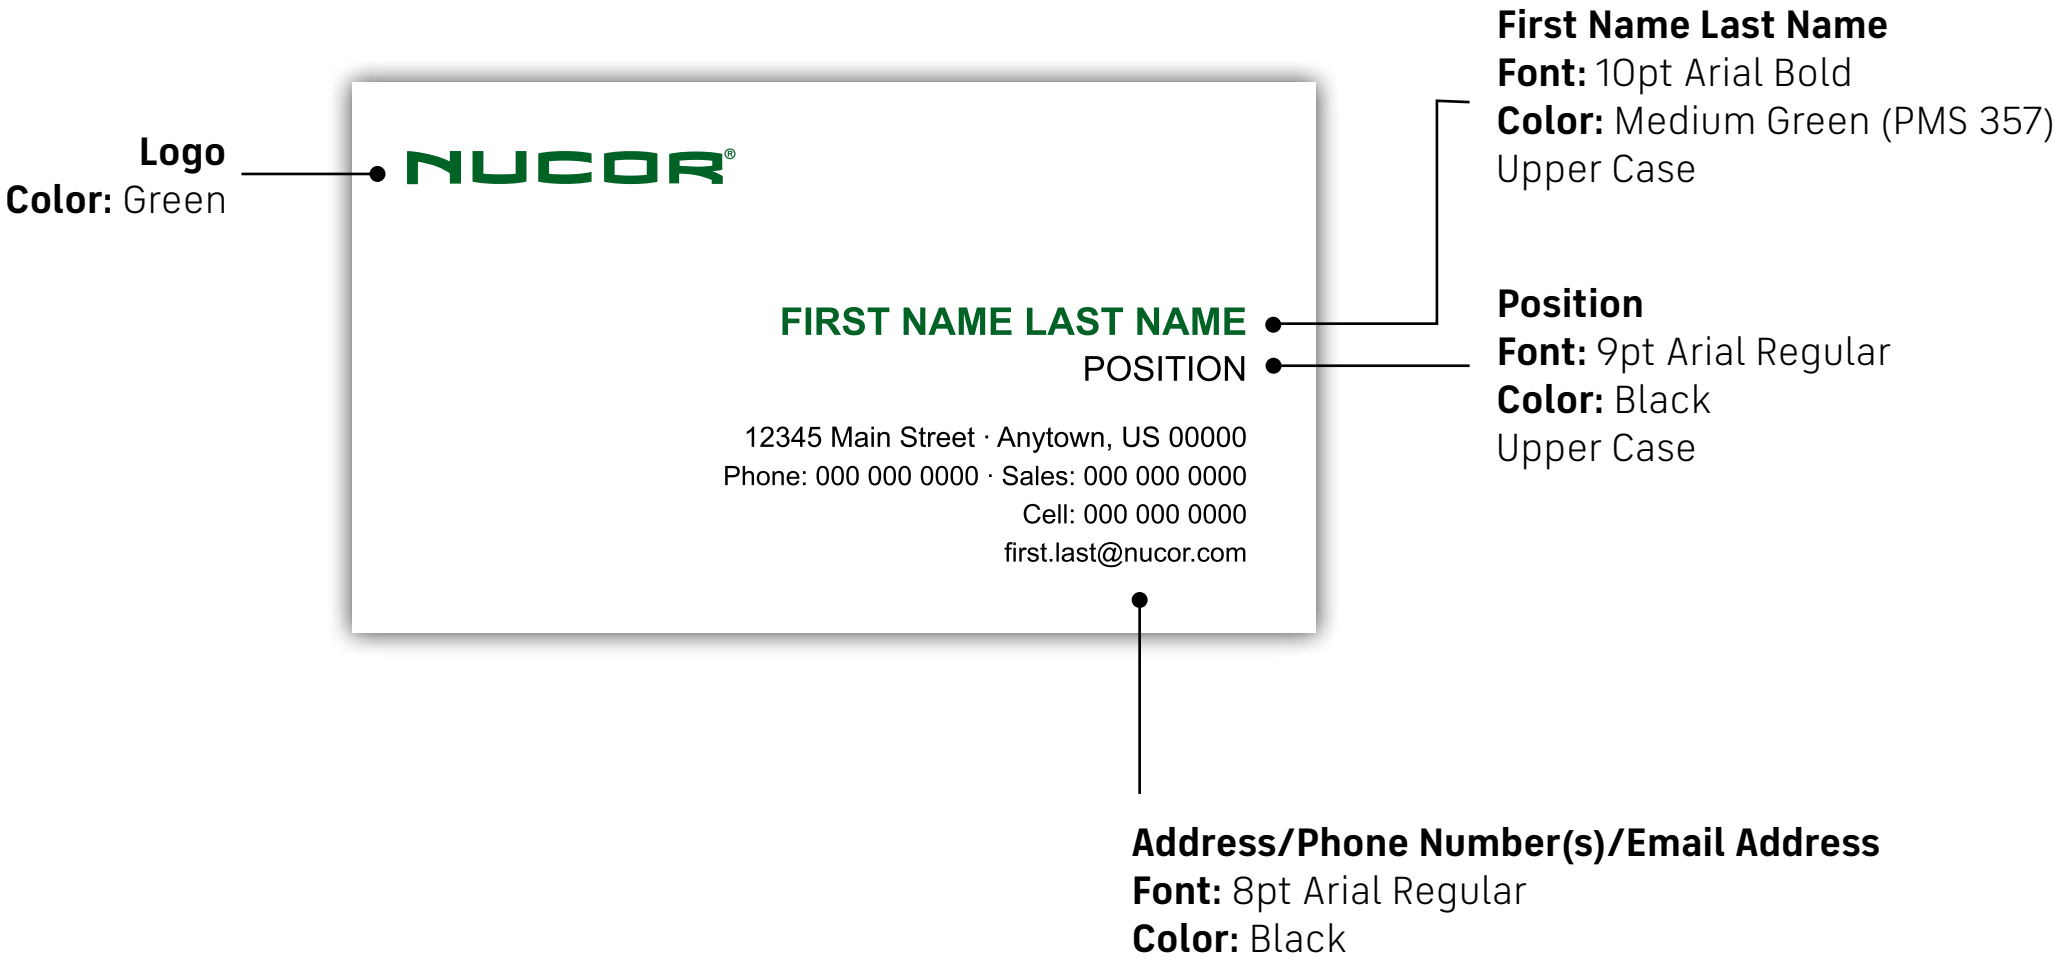 Logo
Color: Green
NUCOR®
FIRST NAME LAST NAME
POSITION
12345 Main Street · Anytown, US 00000
Phone: 000 000 0000 · Sales: 000 000 0000
Cell: 000 000 0000
first.last@nucor.com
First Name Last Name
Font: 10pt Arial Bold
Color: Medium Green (PMS 357)
Upper Case
Position
Font: 9pt Arial Regular
Color: Black
Upper Case
Address/Phone Number(s)/Email Address
Font: 8pt Arial Regular
Color: Black